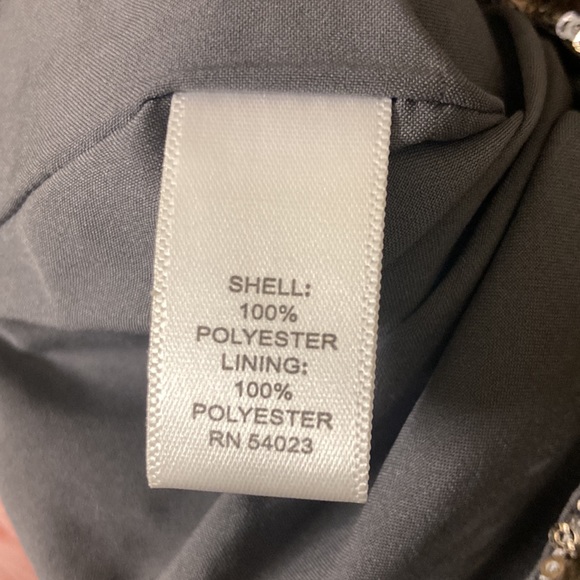 SHELL:
100%
POLYESTER
LINING:
100%
POLYESTER
RN 54023